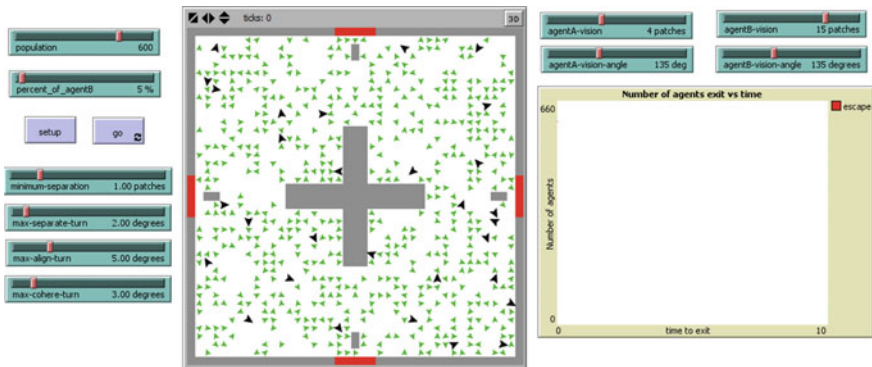 population 600
percent_of_agentB 5 %
setup
go
minimum-separation 1.00 patches
max-separate-turn 2.00 degrees
max-align-turn 5.00 degrees
max-cohere-turn 3.00 degrees
ticks: 0
3D
agentA-vision 4 patches
agentB-vision 15 patches
agentA-vision-angle 135 deg
agentB-vision-angle 135 degrees
Number of agents exit vs time
660
escape
Number of agents
0
0
time to exit
10